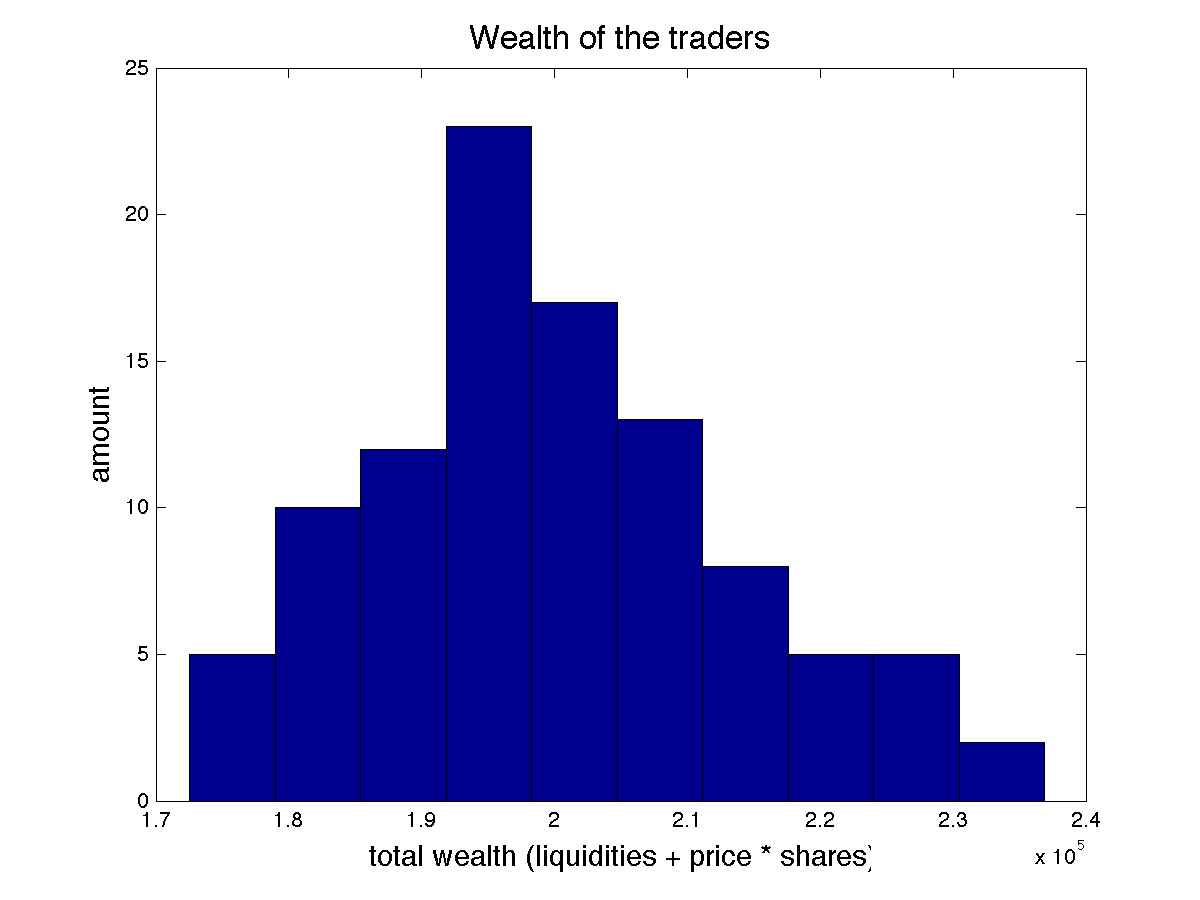 Wealth of the traders
25
20
15
10
5
0
amount
1.7 1.8 1.9 2 2.1 2.2 2.3 2.4
x 10^5
total wealth (liquidities + price * shares)